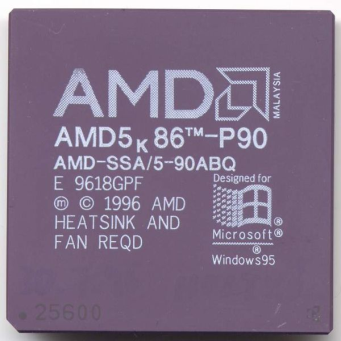 AMD
MALAYSIA
AMD5K86™-P90
AMD-SSA/5-90ABQ
E 9618GPF
ⓜ © 1996 AMD
HEATSINK AND
FAN REQD
Designed for
®
Microsoft®
Windows95
25600